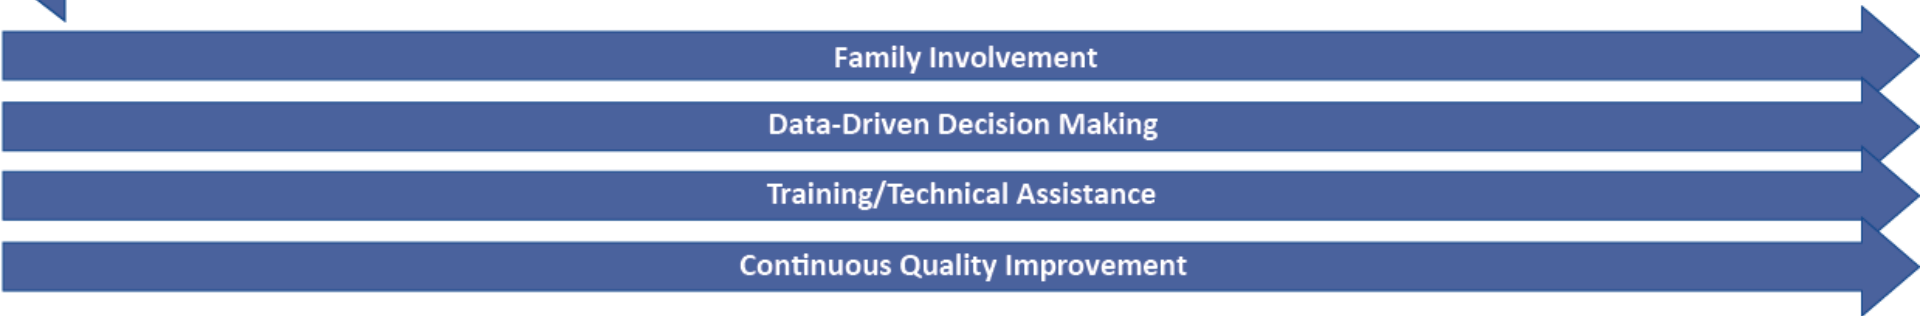 Family Involvement
Data-Driven Decision Making
Training/Technical Assistance
Continuous Quality Improvement